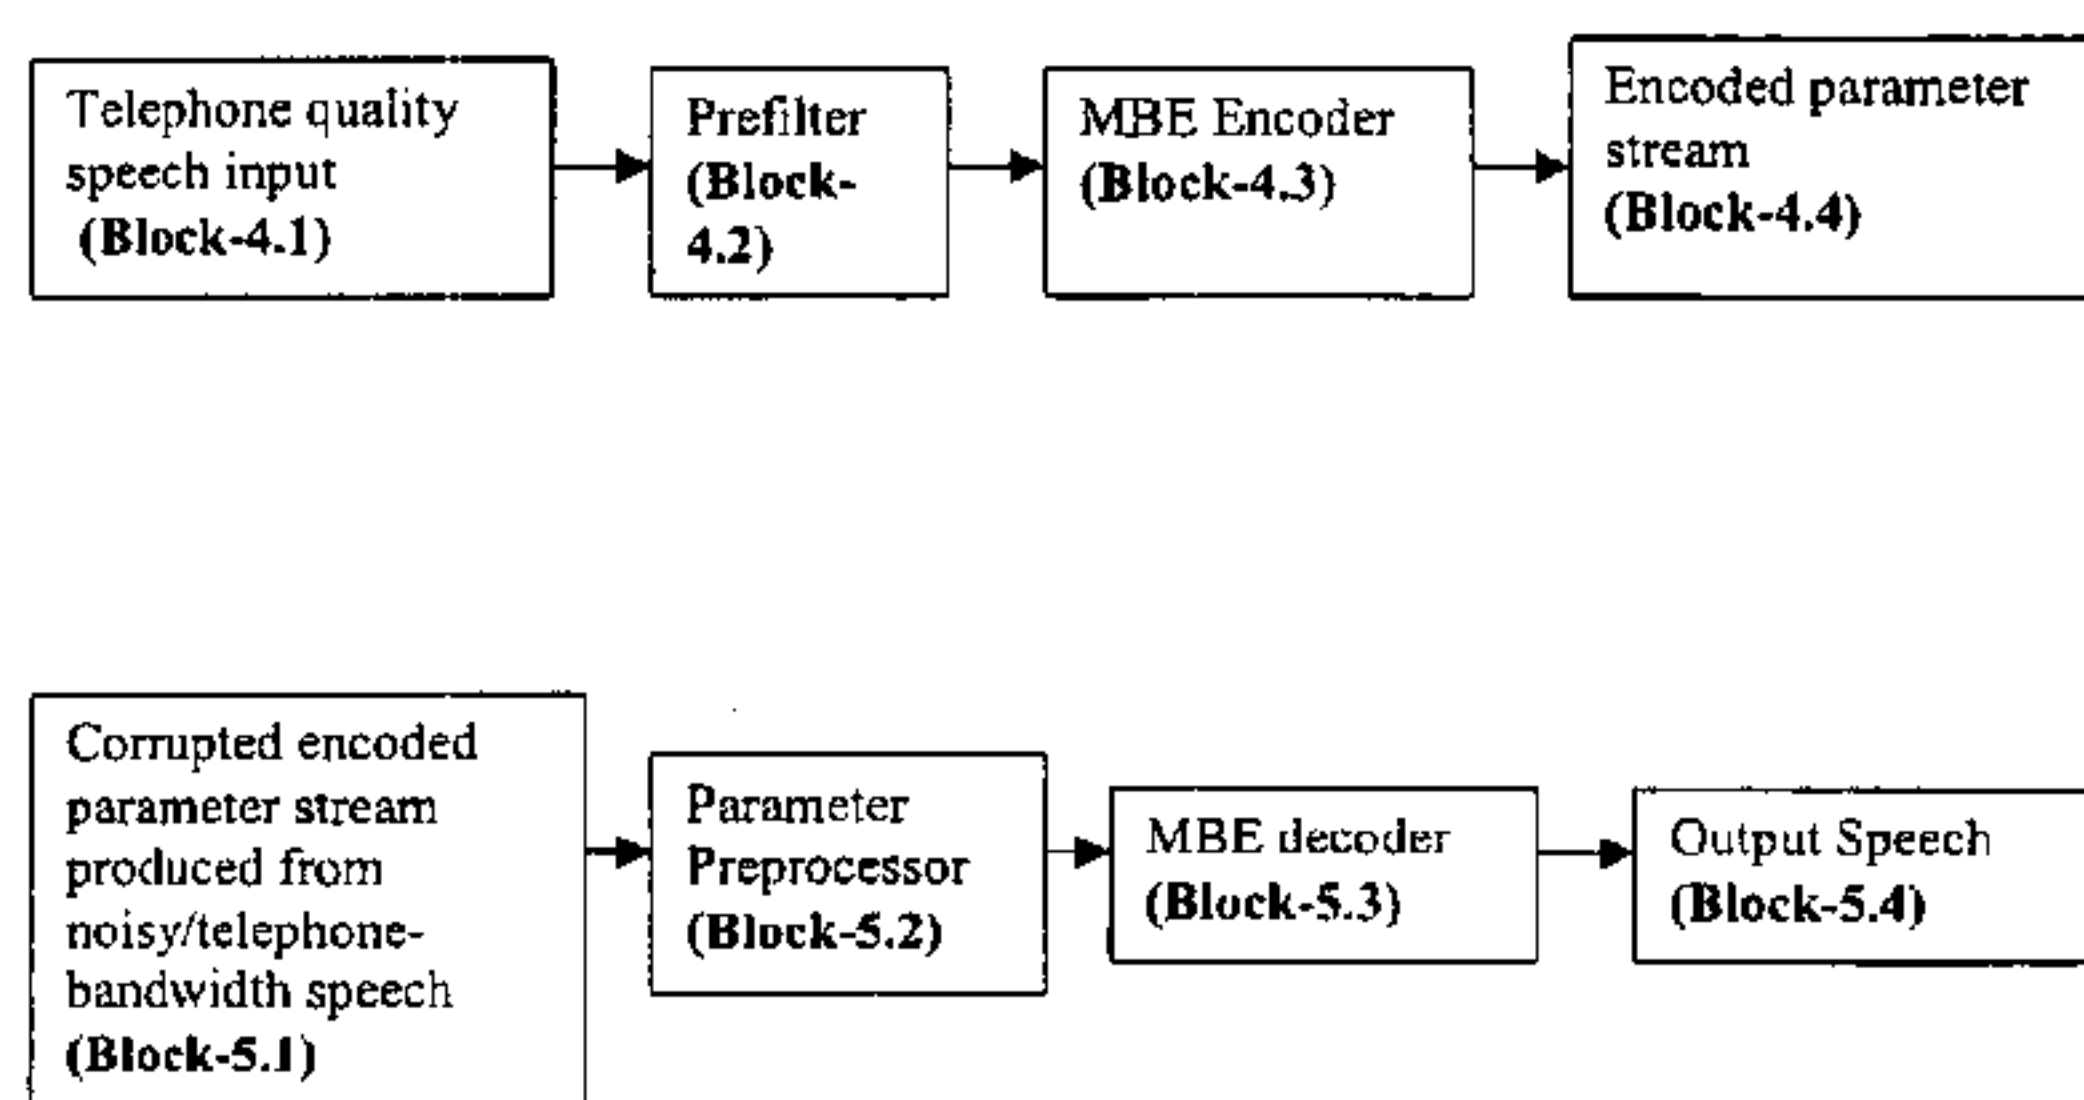 Telephone quality
speech input
(Block-4.1)
Prefilter
(Block-
4.2)
MBE Encoder
(Block-4.3)
Encoded parameter
stream
(Block-4.4)
Corrupted encoded
parameter stream
produced from
noisy/telephone-
bandwidth speech
(Block-5.1)
Parameter
Preprocessor
(Block-5.2)
MBE decoder
(Block-5.3)
Output Speech
(Block-5.4)